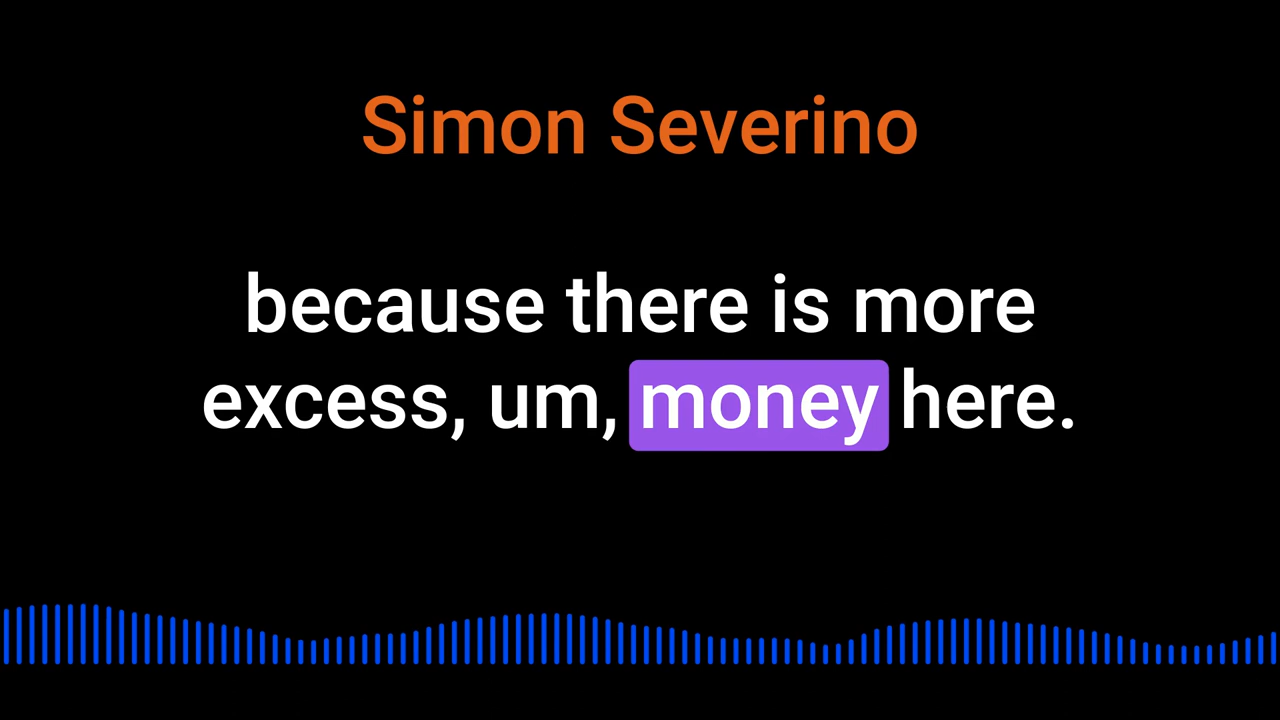 Simon Severino
because there is more
excess, um, money here.